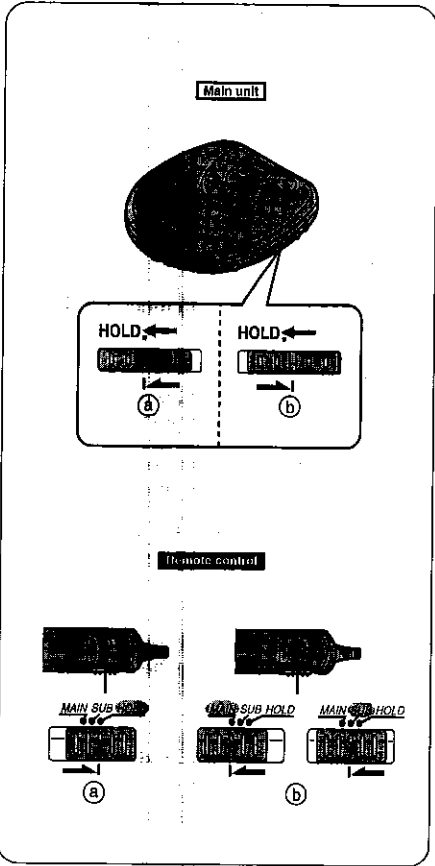 Main unit
HOLD HOLD
ⓐ ⓑ
Remote control
MAIN SUB HOLD MAIN SUB HOLD MAIN SUB HOLD
ⓐ ⓑ